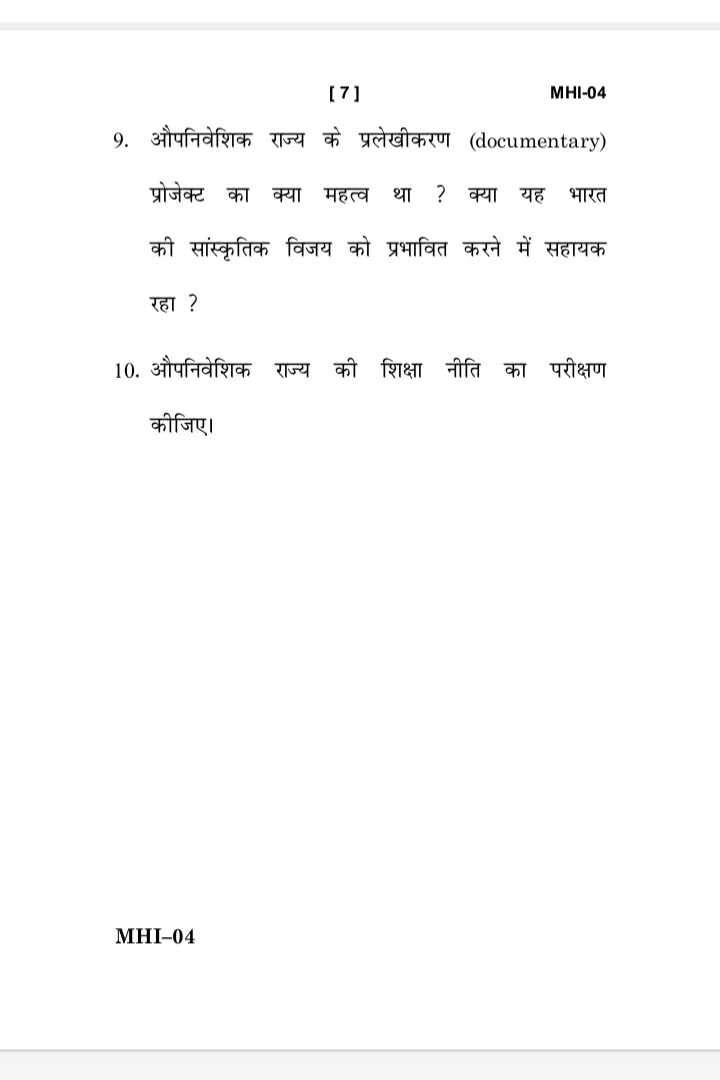 [ 7 ] MHI-04
9. औपनिवेशिक राज्य के प्रलेखीकरण (documentary)
प्रोजेक्ट का क्या महत्व था ? क्या यह भारत
की सांस्कृतिक विजय को प्रभावित करने में सहायक
रहा ?
10. औपनिवेशिक राज्य की शिक्षा नीति का परीक्षण
कीजिए।
MHI–04